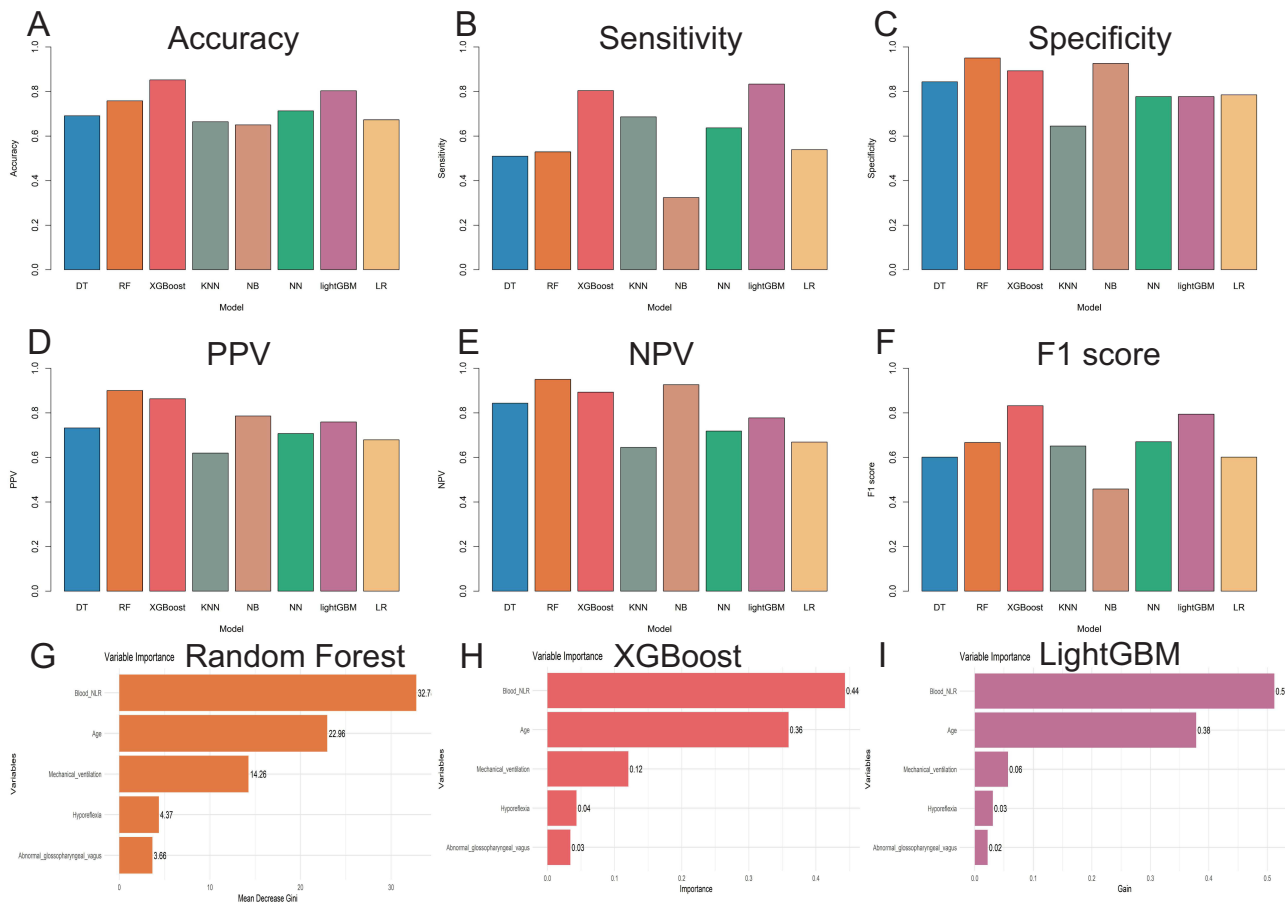 A Accuracy
1.0
0.8
0.6
0.4
0.2
0.0
Accuracy
DT RF XGBoost KNN NB NN lightGBM LR
Model
B Sensitivity
1.0
0.8
0.6
0.4
0.2
0.0
Sensitivity
DT RF XGBoost KNN NB NN lightGBM LR
Model
C Specificity
1.0
0.8
0.6
0.4
0.2
0.0
Specificity
DT RF XGBoost KNN NB NN lightGBM LR
Model
D PPV
1.0
0.8
0.6
0.4
0.2
0.0
PPV
DT RF XGBoost KNN NB NN lightGBM LR
Model
E NPV
1.0
0.8
0.6
0.4
0.2
0.0
NPV
DT RF XGBoost KNN NB NN lightGBM LR
Model
F F1 score
1.0
0.8
0.6
0.4
0.2
0.0
F1 score
DT RF XGBoost KNN NB NN lightGBM LR
Model
G Variable Importance Random Forest
Variables
Blood_NLR
Age 22.96
Mechanical_ventilation 14.26
Hyporeflexia 4.37
Abnormal_glossopharyngeal_vagus 3.66
0 10 20 30
Mean Decrease Gini
H Variable Importance XGBoost
Variables
Blood_NLR 0.44
Age 0.36
Mechanical_ventilation 0.12
Hyporeflexia 0.04
Abnormal_glossopharyngeal_vagus 0.03
0.0 0.1 0.2 0.3 0.4
Importance
I Variable Importance LightGBM
Variables
Blood_NLR
Age 0.38
Mechanical_ventilation 0.06
Hyporeflexia 0.03
Abnormal_glossopharyngeal_vagus 0.02
0.0 0.1 0.2 0.3 0.4 0.5
Gain